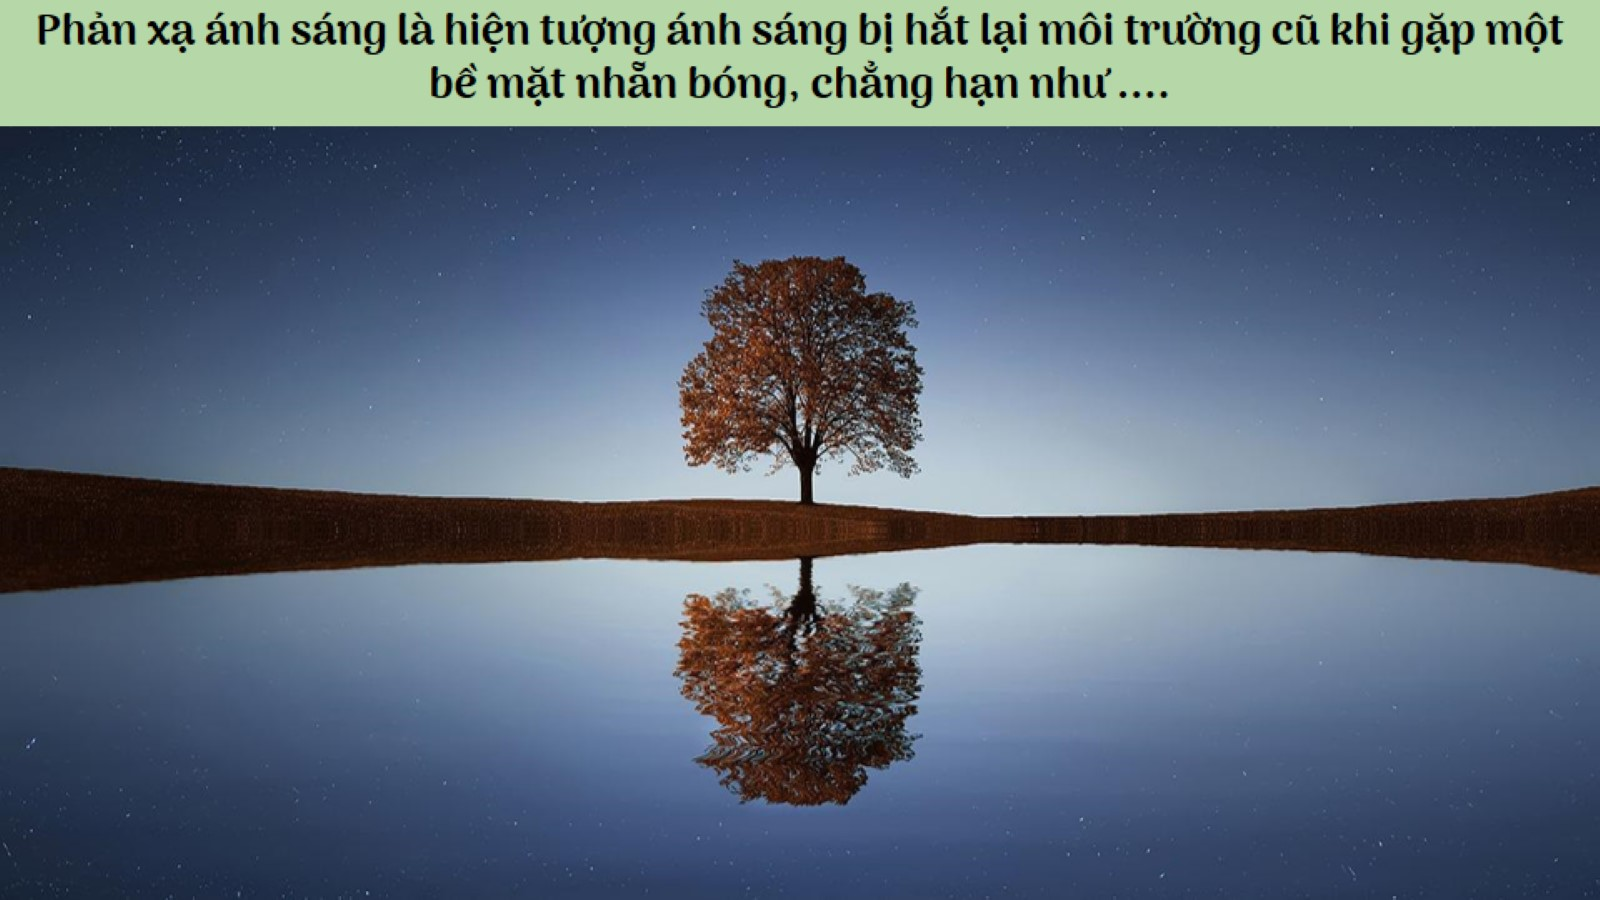 Phản xạ ánh sáng là hiện tượng ánh sáng bị hắt lại môi trường cũ khi gặp một
bề mặt nhẵn bóng, chẳng hạn như ....